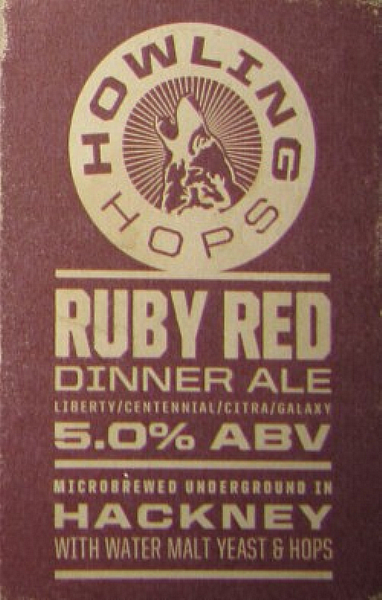 HOWLING
HOPS
RUBY RED
DINNER ALE
LIBERTY/CENTENNIAL/CITRA/GALAXY
5.0% ABV
MICROBREWED UNDERGROUND IN
HACKNEY
WITH WATER MALT YEAST & HOPS